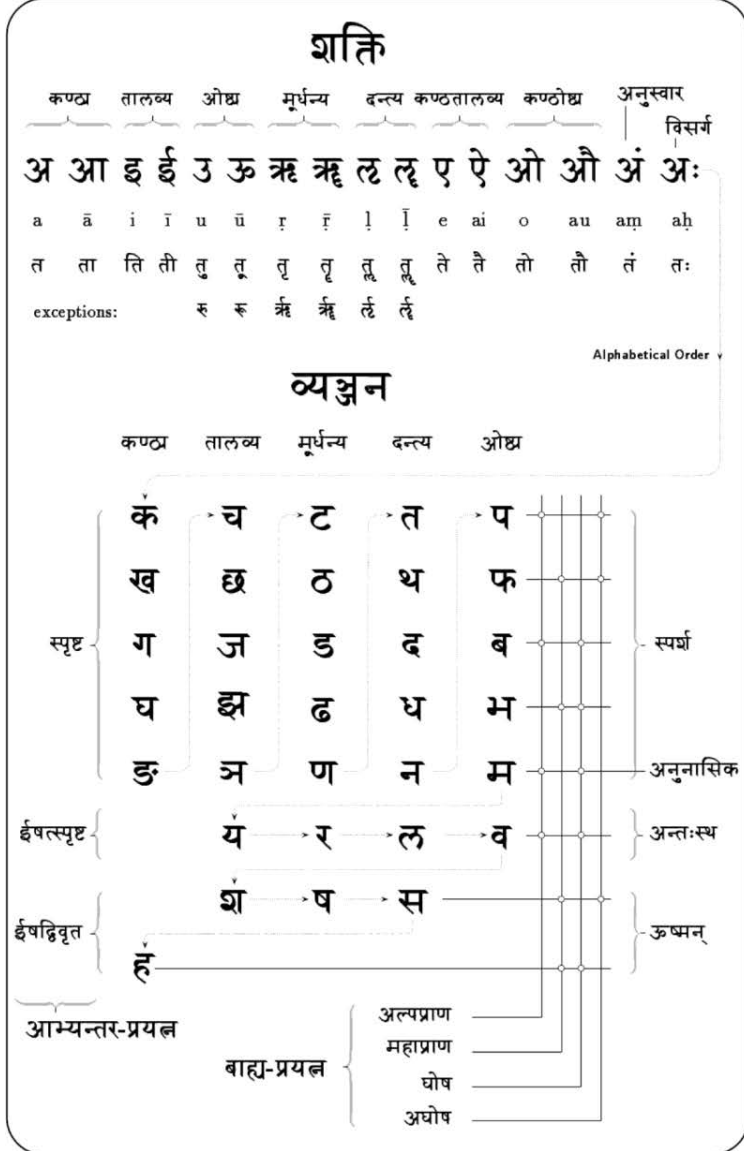 शक्ति
कण्ठ्य तालव्य ओष्ठ्य मूर्धन्य दन्त्य कण्ठतालव्य कण्ठोष्ठ्य अनुस्वार
विसर्ग
अ आ इ ई उ ऊ ऋ ॠ ऌ ॡ ए ऐ ओ औ अं अः
a ā i ī u ū ṛ ṝ ḷ ḹ e ai o au aṃ aḥ
त ता ति ती तु तू तृ तॄ तॢ तॣ ते तै तो तौ तं तः
exceptions: रु रू र्ऋ र्ॠ र्ऌ र्ॡ
Alphabetical Order
व्यञ्जन
कण्ठ्य तालव्य मूर्धन्य दन्त्य ओष्ठ्य
क च ट त प
ख छ ठ थ फ
स्पृष्ट ग ज ड द ब स्पर्श
घ झ ढ ध भ
ङ ञ ण न म अनुनासिक
ईषत्स्पृष्ट य र ल व अन्तःस्थ
श ष स
ईषद्विवृत ऊष्मन्
ह
आभ्यन्तर-प्रयत्न
अल्पप्राण
महाप्राण
बाह्य-प्रयत्न
घोष
अघोष